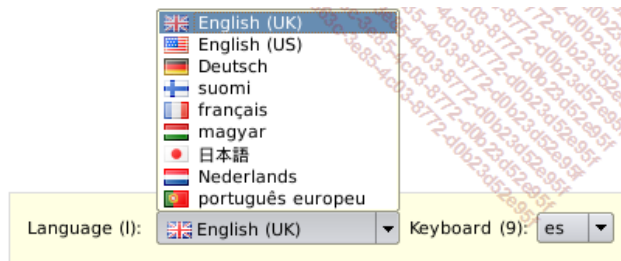 English (UK)
English (US)
Deutsch
suomi
français
magyar
日本語
Nederlands
português europeu
Language (l): English (UK) Keyboard (9): es